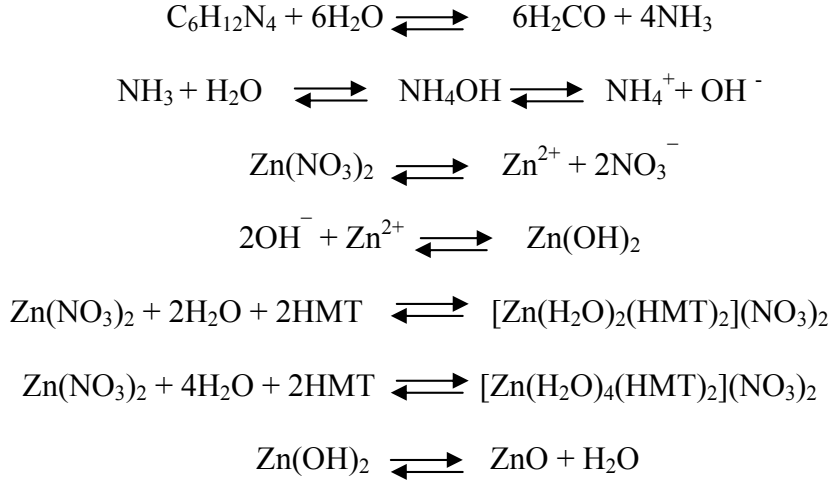 C₆H₁₂N₄ + 6H₂O ⇌ 6H₂CO + 4NH₃
NH₃ + H₂O ⇌ NH₄OH ⇌ NH₄⁺ + OH⁻
Zn(NO₃)₂ ⇌ Zn²⁺ + 2NO₃⁻
2OH⁻ + Zn²⁺ ⇌ Zn(OH)₂
Zn(NO₃)₂ + 2H₂O + 2HMT ⇌ [Zn(H₂O)₂(HMT)₂](NO₃)₂
Zn(NO₃)₂ + 4H₂O + 2HMT ⇌ [Zn(H₂O)₄(HMT)₂](NO₃)₂
Zn(OH)₂ ⇌ ZnO + H₂O